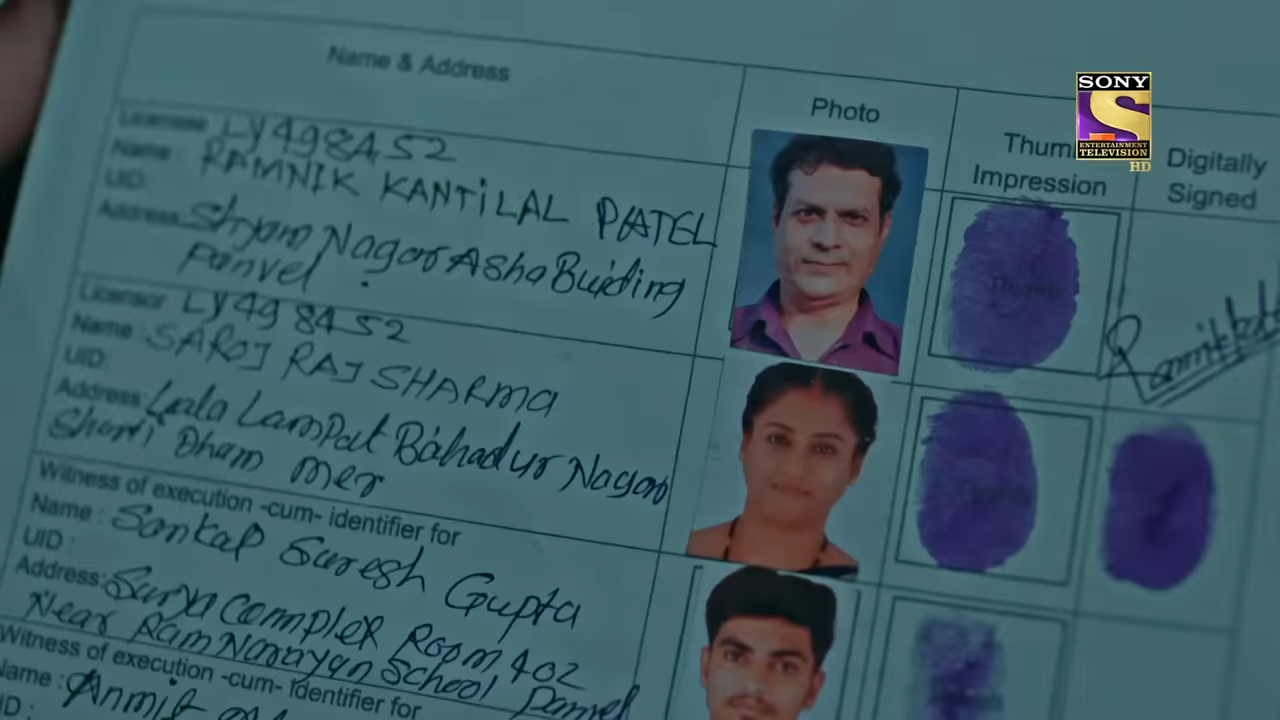 Name & Address
Photo
Thum
Impression
Digitally
Signed
SONY
S
ENTERTAINMENT
TELEVISION
HD
Licensee LY498452
Name : RAMNIK KANTILAL PATEL
UID:
Address: Shyam Nagar Asha Building
Panvel .
Thumb
Licensor LY498452
Name : SAROJ RAJ SHARMA
UID:
Address: Lala LamPat Bahadur Nagar
Shanti Dham mer
Witness of execution -cum- identifier for
Name : Sankalp Suresh Gupta
UID :
Address: Surya Complex Room 402
Near Ram Narayan School Panvel
Witness of execution -cum- identifier for
Name :